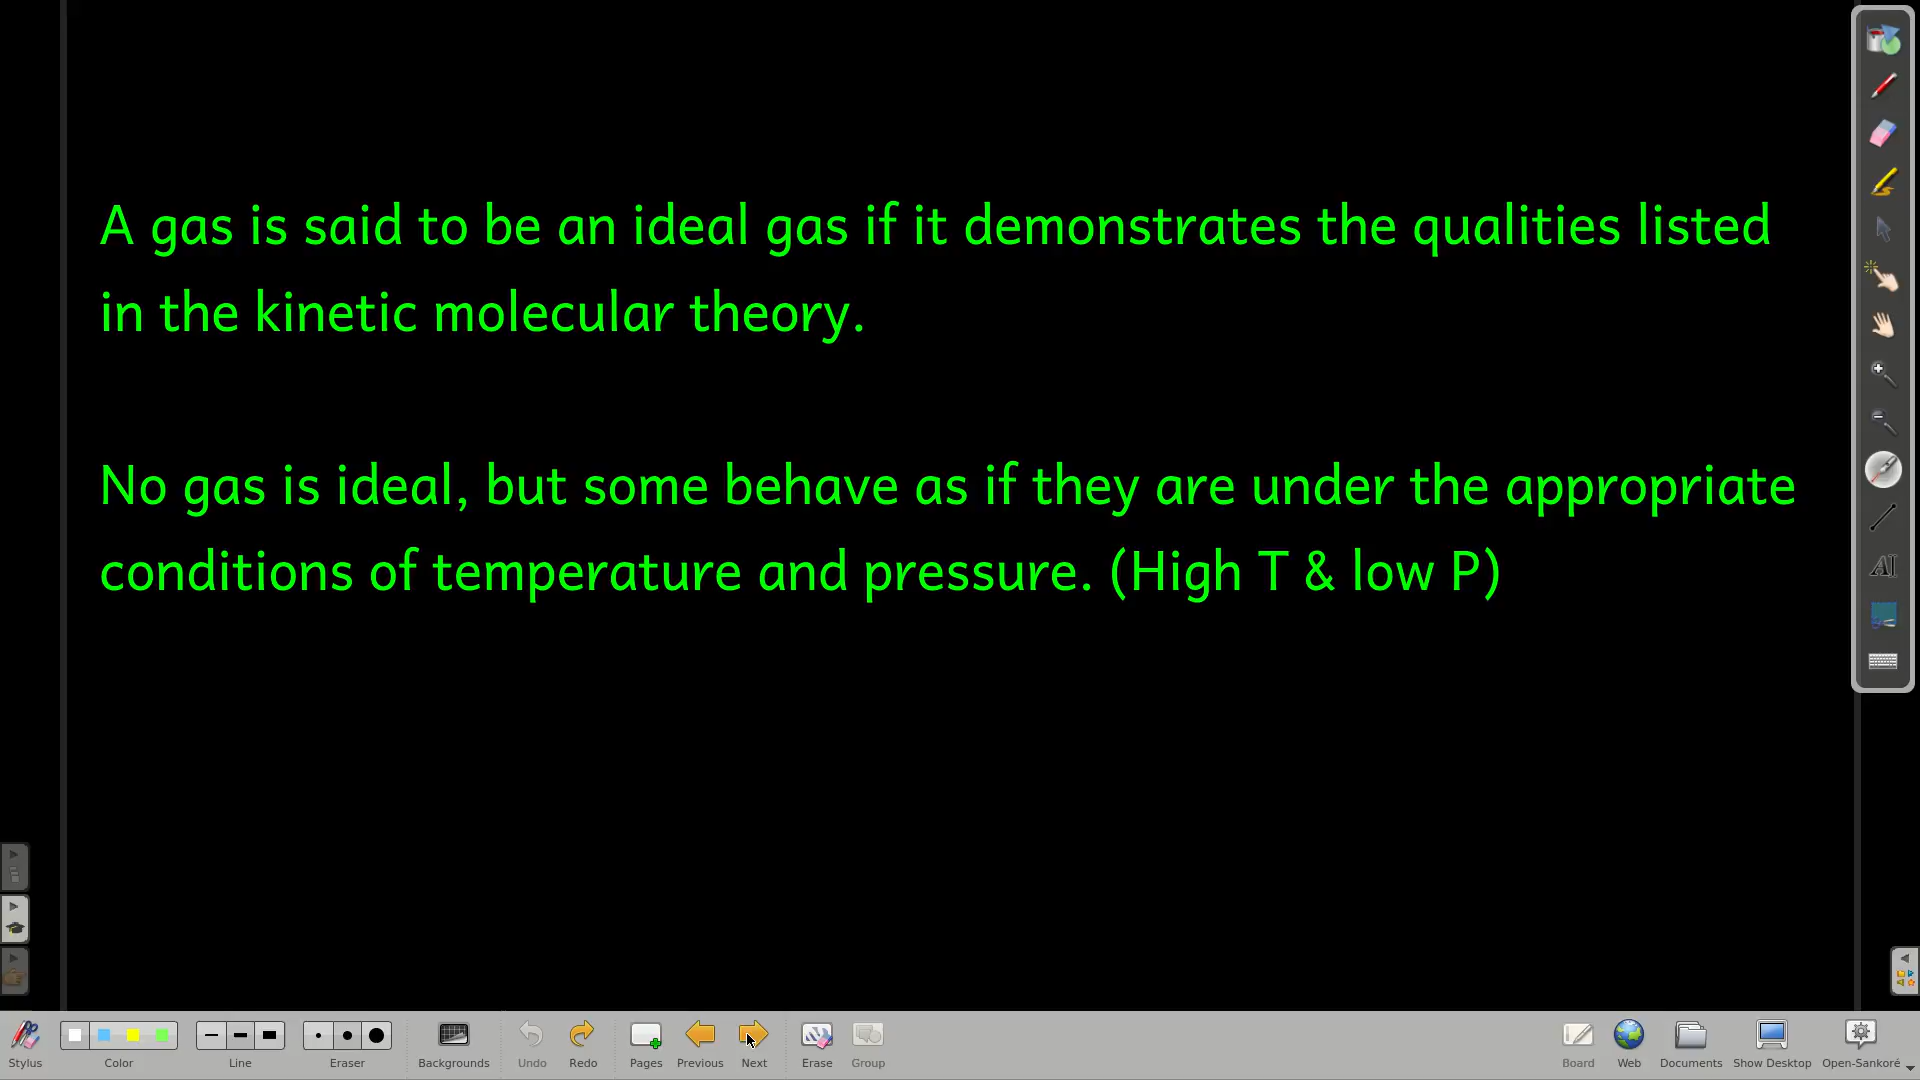 A gas is said to be an ideal gas if it demonstrates the qualities listed
in the kinetic molecular theory.
No gas is ideal, but some behave as if they are under the appropriate
conditions of temperature and pressure. (High T & low P)
Stylus Color Line Eraser Backgrounds Undo Redo Pages Previous Next Erase Group Board Web Documents Show Desktop Open-Sankoré